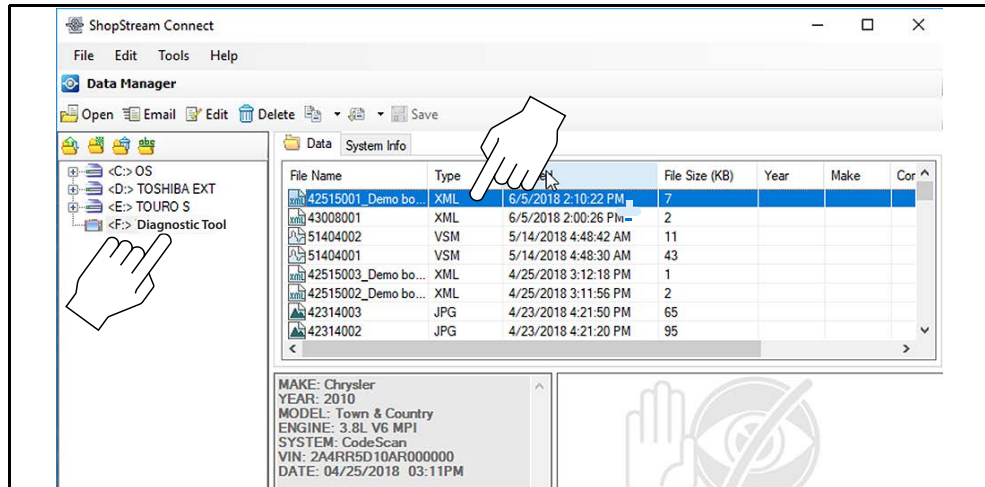 ShopStream Connect
File Edit Tools Help
Data Manager
Open Email Edit Delete Save
Data System Info
<C:> OS
<D:> TOSHIBA EXT
<E:> TOURO S
<F:> Diagnostic Tool
File Name Type File Size (KB) Year Make Cor
42515001_Demo bo... XML 6/5/2018 2:10:22 PM 7
43008001 XML 6/5/2018 2:00:26 PM 2
51404002 VSM 5/14/2018 4:48:42 AM 11
51404001 VSM 5/14/2018 4:48:30 AM 43
42515003_Demo bo... XML 4/25/2018 3:12:18 PM 1
42515002_Demo bo... XML 4/25/2018 3:11:56 PM 2
42314003 JPG 4/23/2018 4:21:50 PM 65
42314002 JPG 4/23/2018 4:21:20 PM 95
MAKE: Chrysler
YEAR: 2010
MODEL: Town & Country
ENGINE: 3.8L V6 MPI
SYSTEM: CodeScan
VIN: 2A4RR5D10AR000000
DATE: 04/25/2018 03:11PM